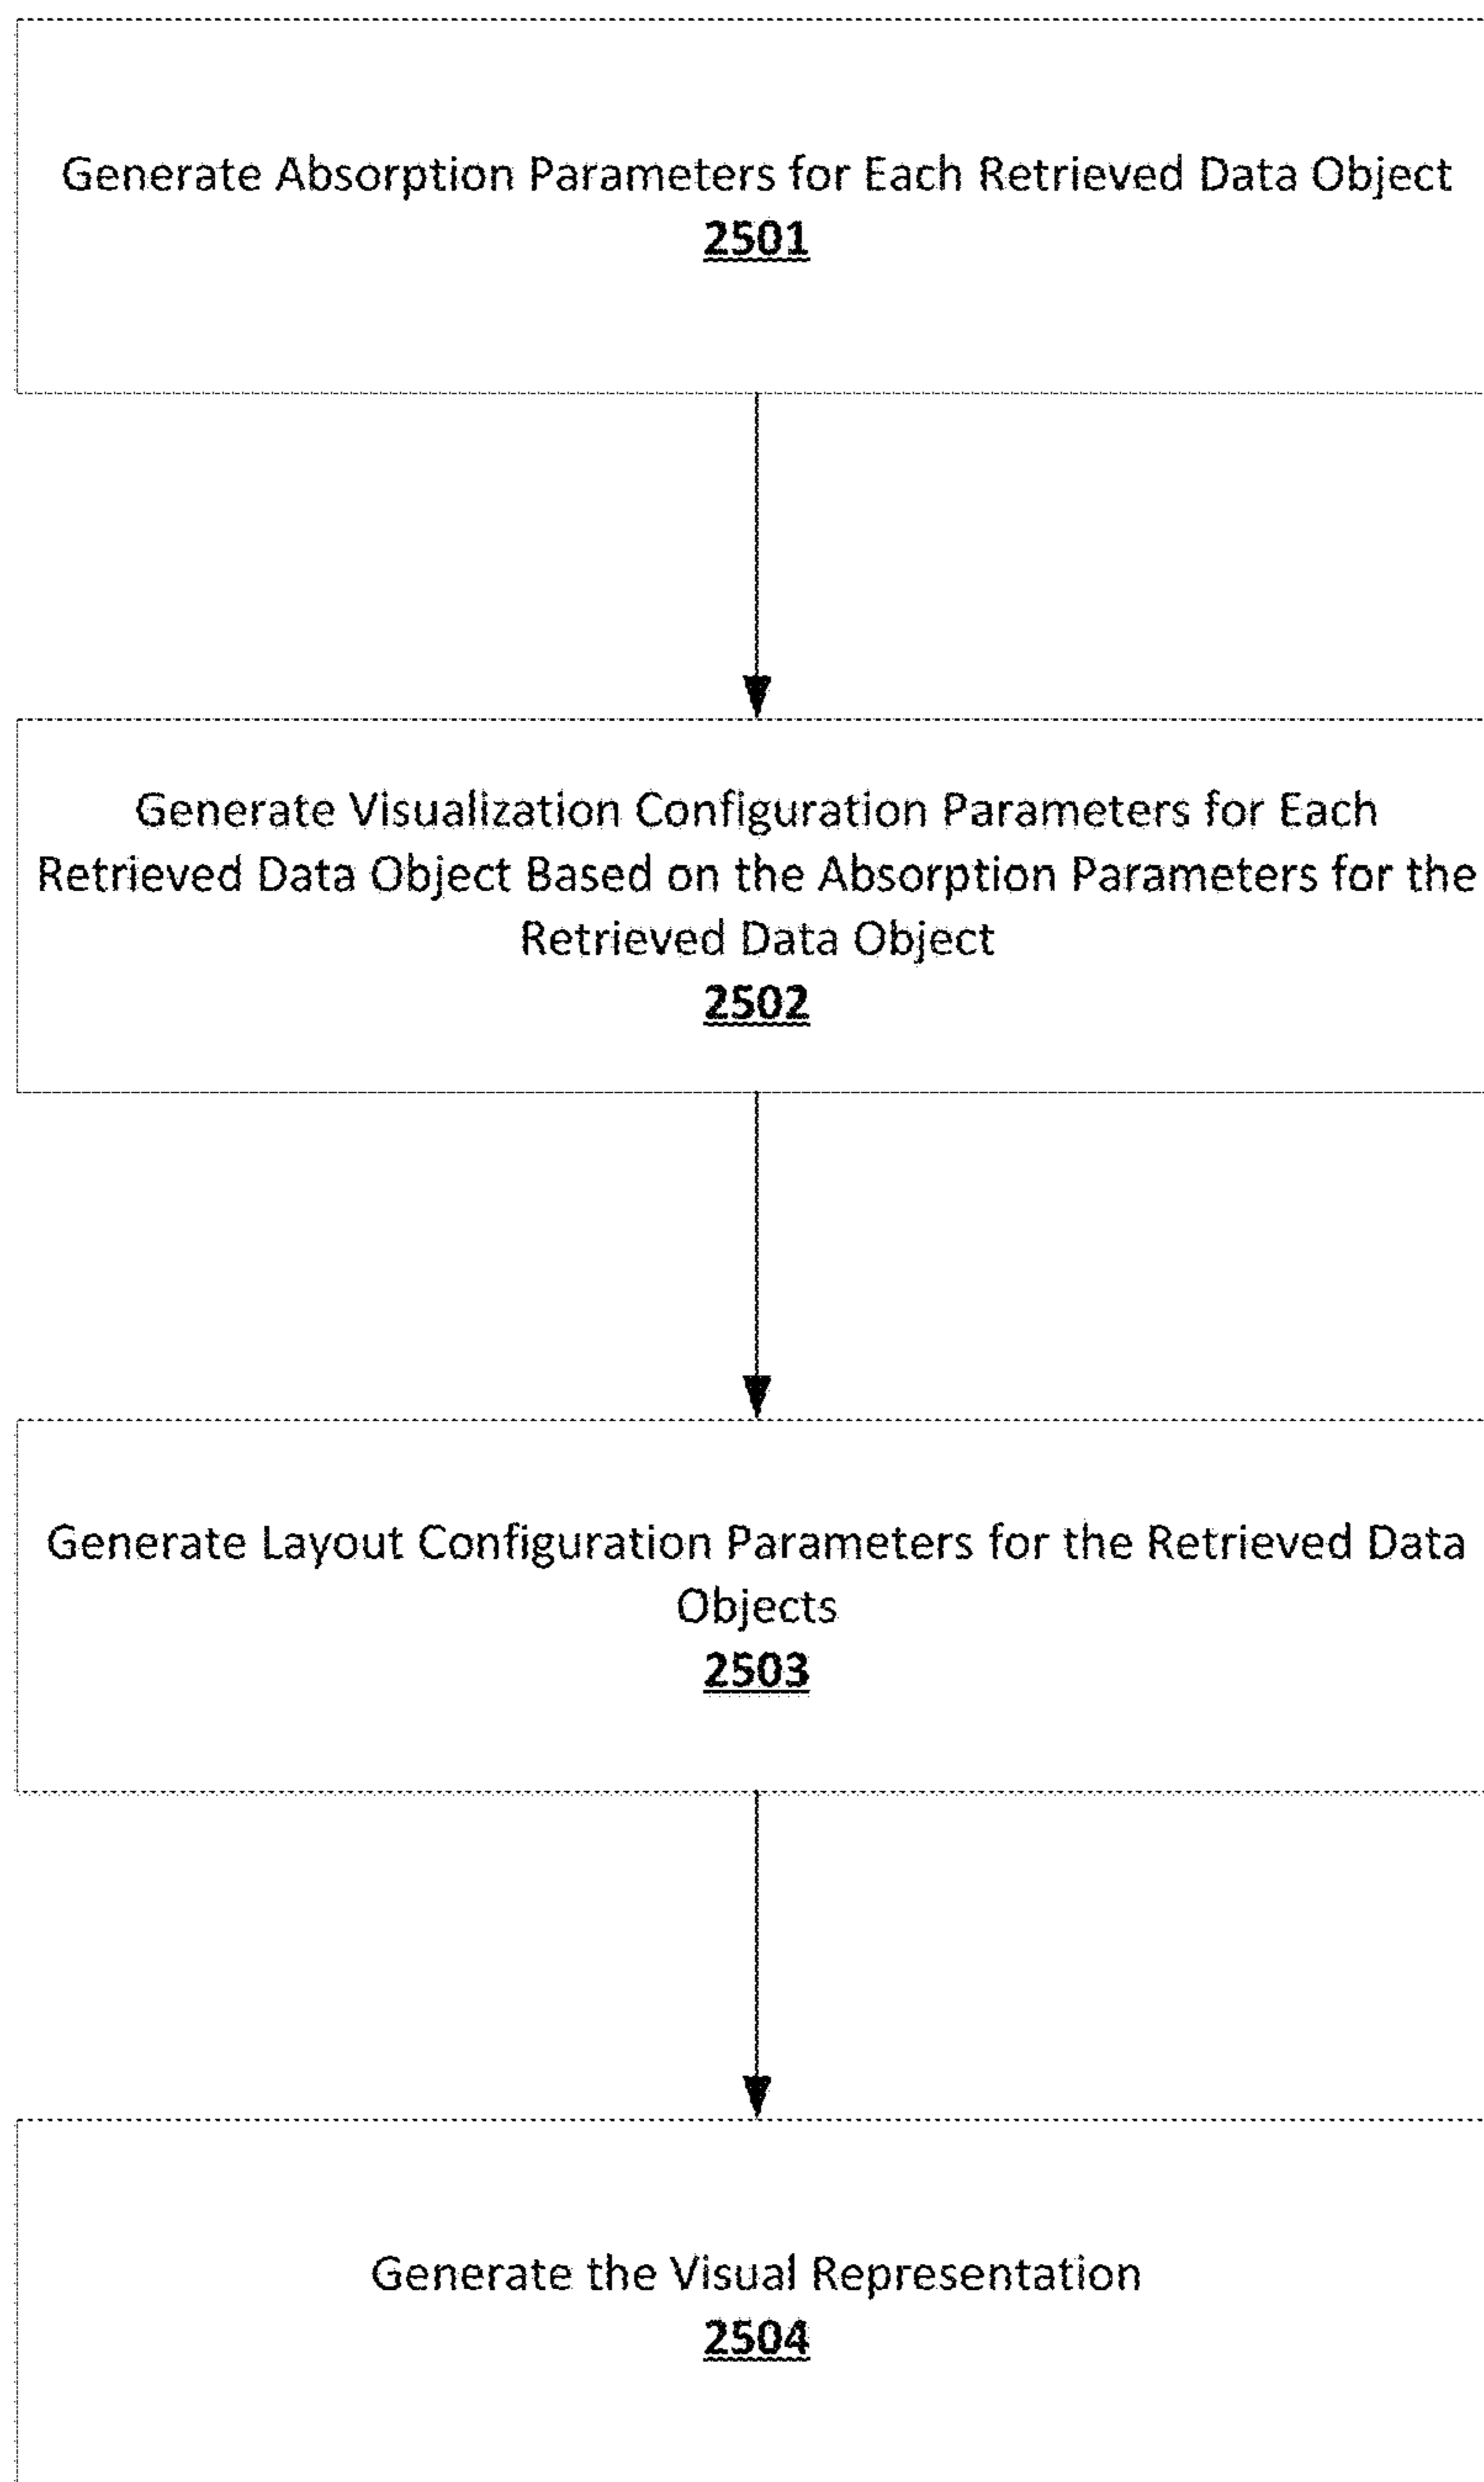 Generate Absorption Parameters for Each Retrieved Data Object
2501
Generate Visualization Configuration Parameters for Each
Retrieved Data Object Based on the Absorption Parameters for the
Retrieved Data Object
2502
Generate Layout Configuration Parameters for the Retrieved Data
Objects
2503
Generate the Visual Representation
2504